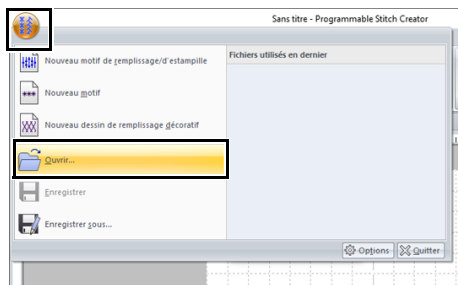 Sans titre - Programmable Stitch Creator
Nouveau motif de remplissage/d'estampille
Fichiers utilisés en dernier
Nouveau motif
Nouveau dessin de remplissage décoratif
Ouvrir...
Enregistrer
Enregistrer sous...
Options
Quitter